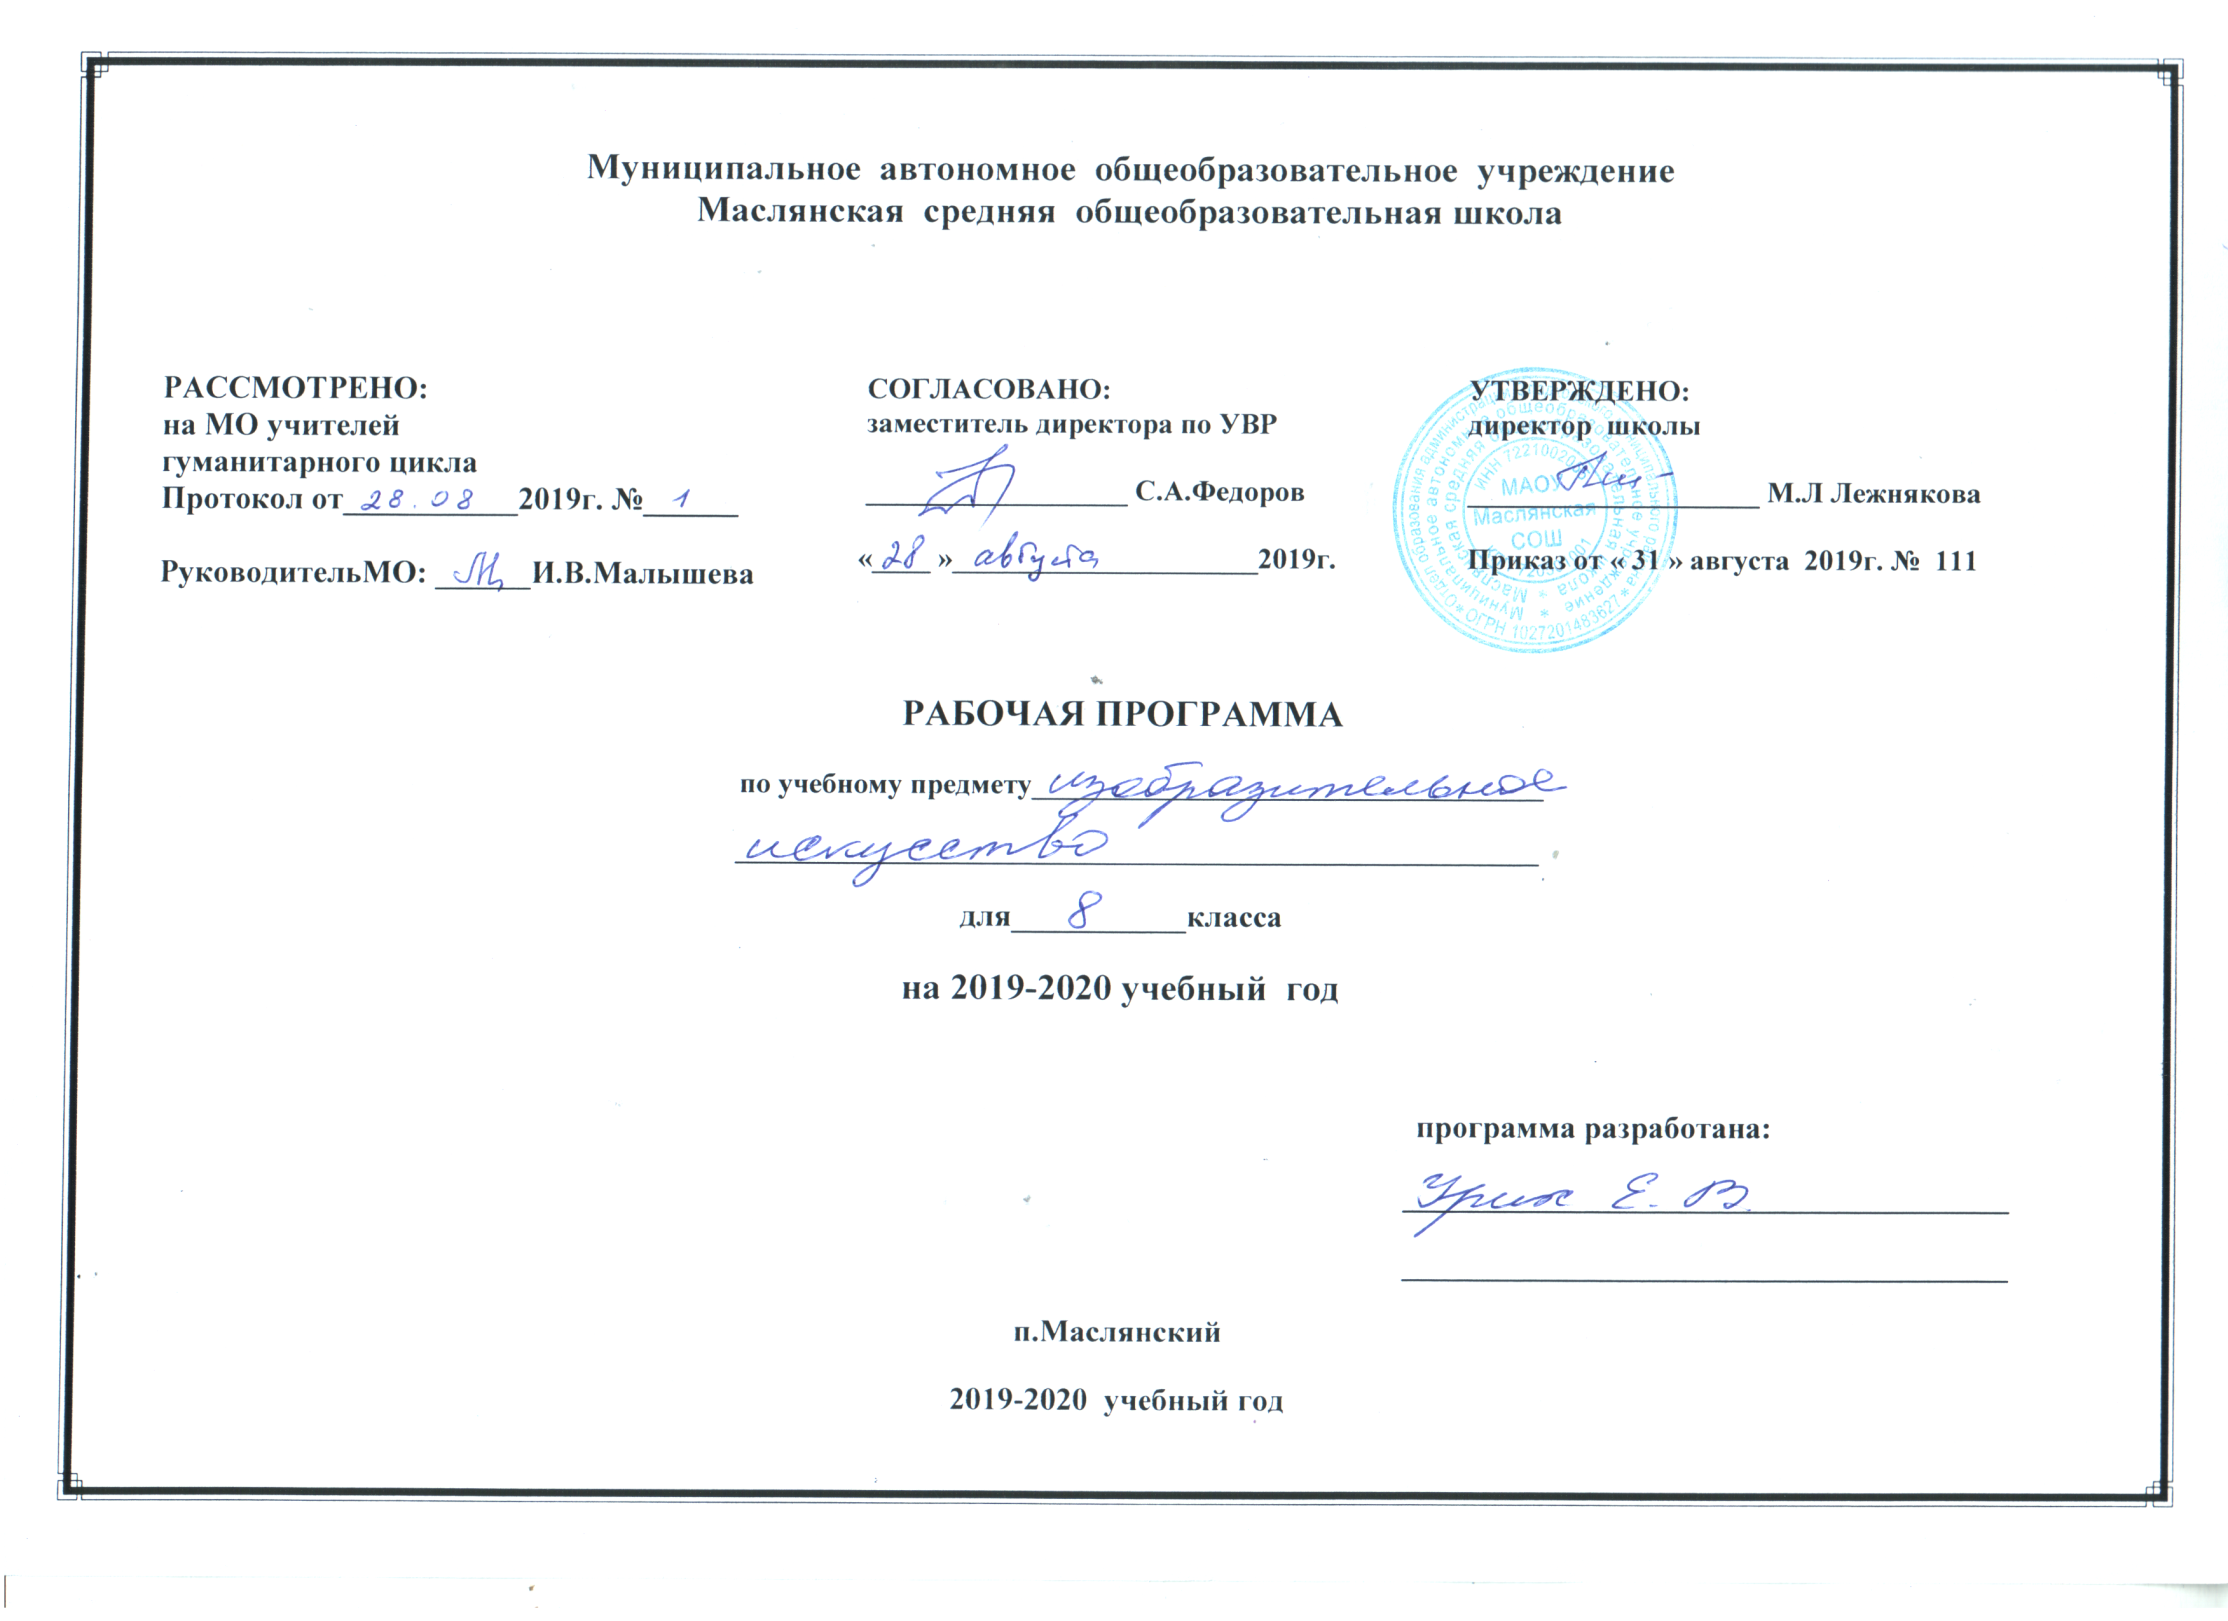 Муниципальное автономное общеобразовательное учреждение
Маслянская средняя общеобразовательная школа
РАССМОТРЕНО:
на МО учителей
гуманитарного цикла
Протокол от 28.08 2019г. № 1
РуководительМО: И.В.Малышева
СОГЛАСОВАНО:
заместитель директора по УВР
С.А.Федоров
« 28 » августа 2019г.
УТВЕРЖДЕНО:
директор школы
М.Л Лежнякова
Приказ от « 31 » августа 2019г. № 111
МАОУ
Маслянская
СОШ
ОГРН 1027201483627
РАБОЧАЯ ПРОГРАММА
по учебному предмету изобразительное
искусство
для 8 класса
на 2019-2020 учебный год
программа разработана:
Урих Е. В.
п.Маслянский
2019-2020 учебный год